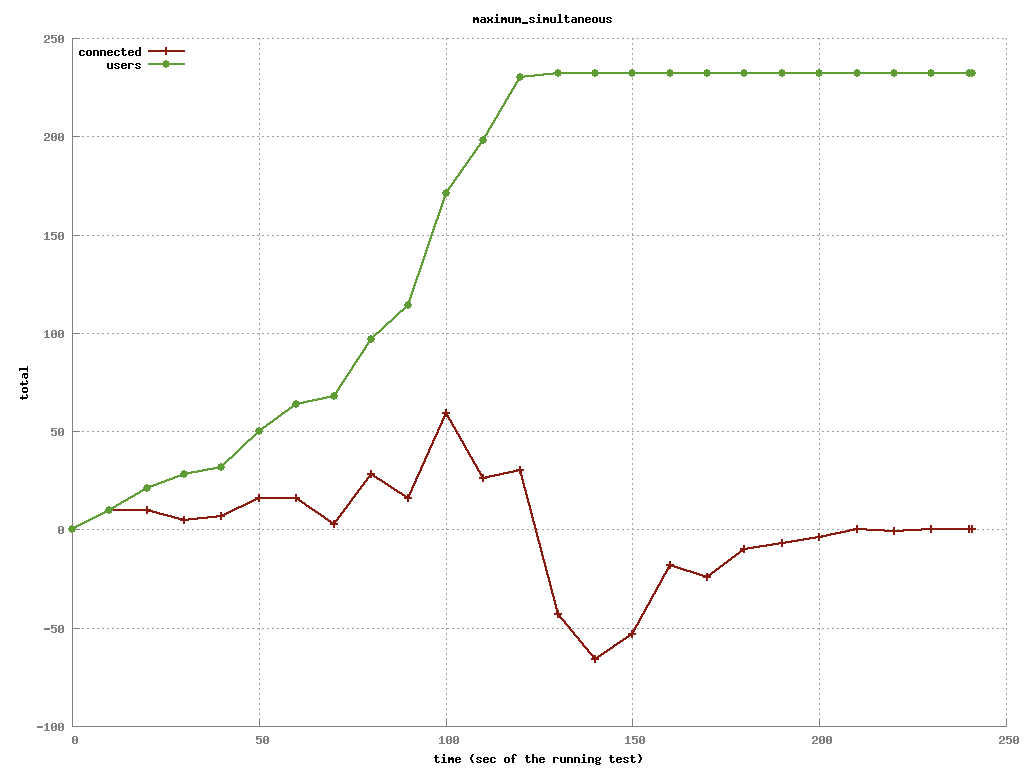 maximum_simultaneous
connected
users
250
200
150
100
50
0
-50
-100
total
0 50 100 150 200 250
time (sec of the running test)